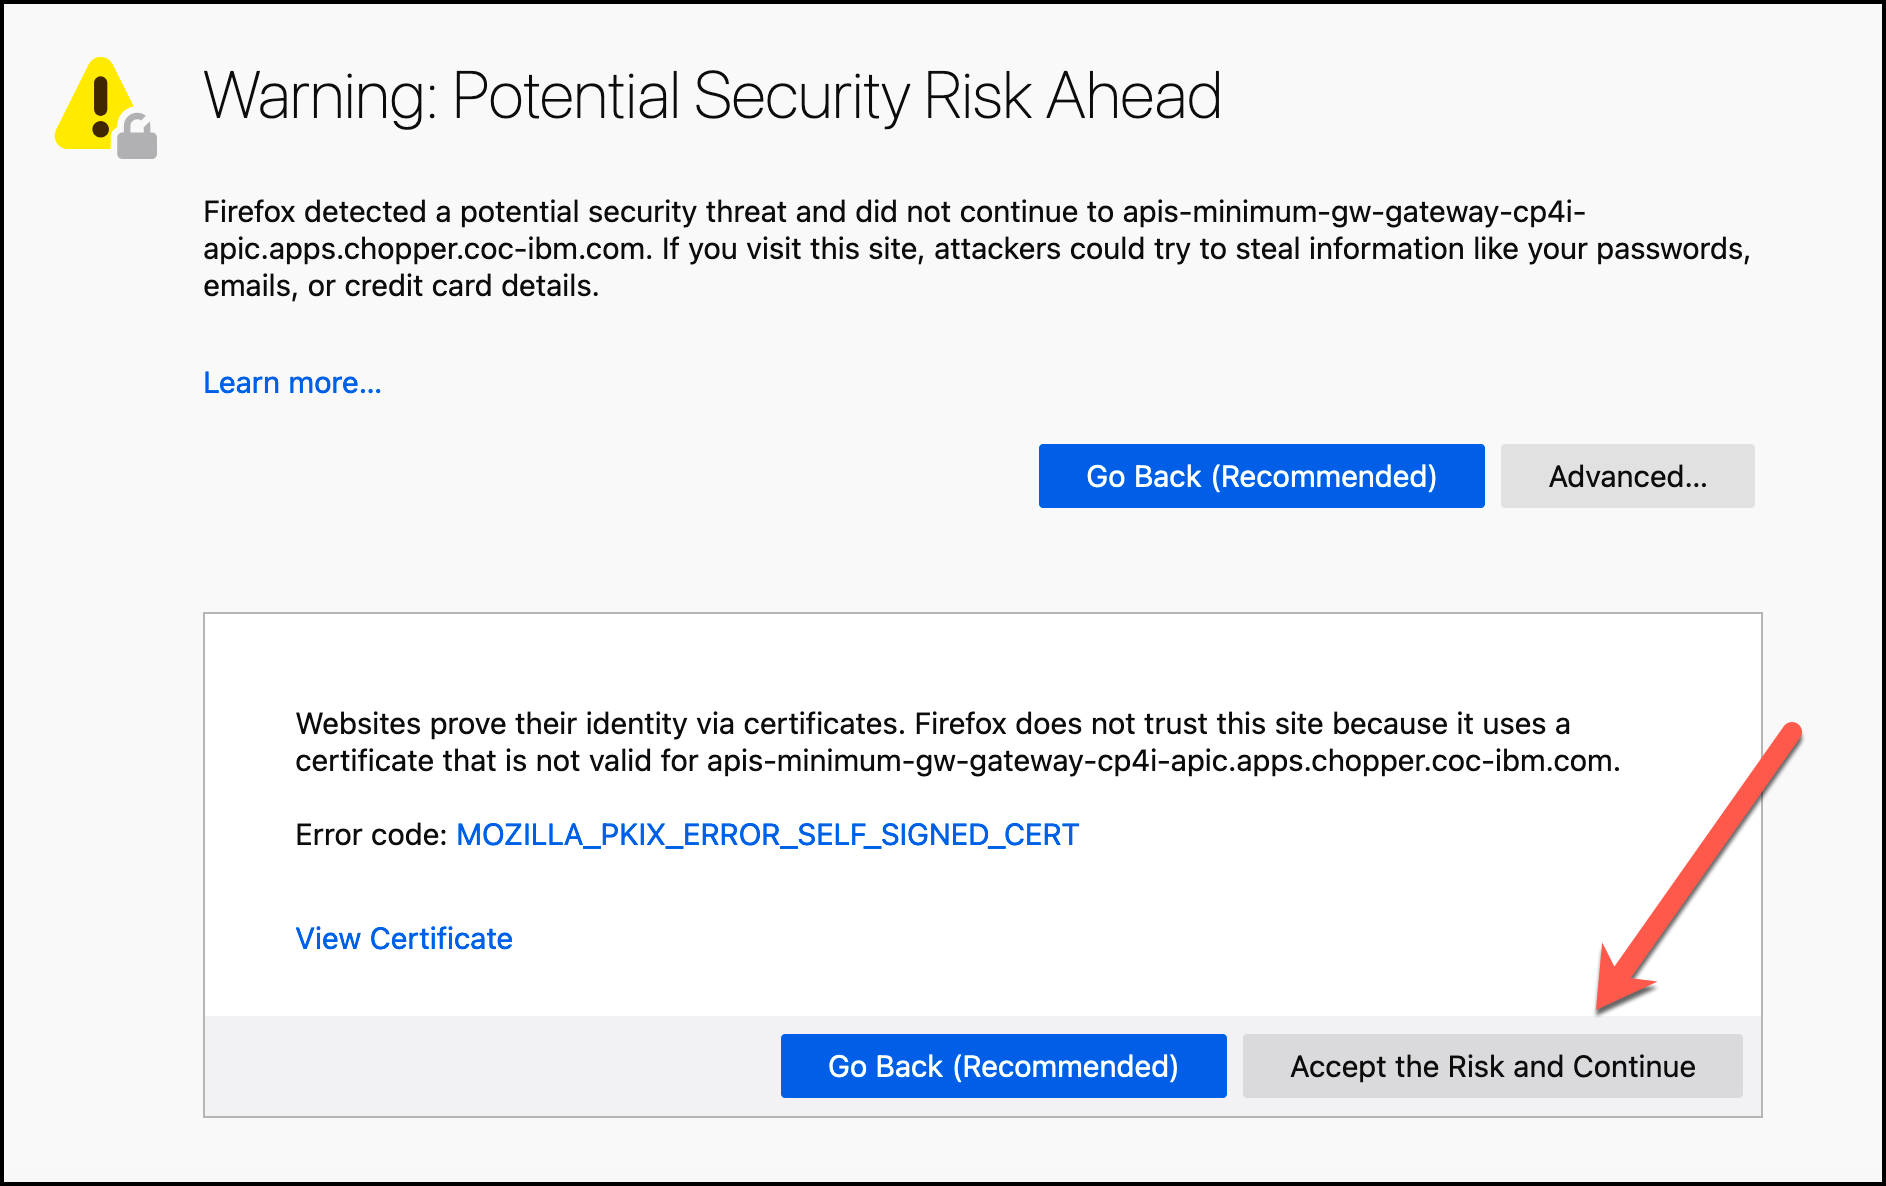 Warning: Potential Security Risk Ahead
Firefox detected a potential security threat and did not continue to apis-minimum-gw-gateway-cp4i-
apic.apps.chopper.coc-ibm.com. If you visit this site, attackers could try to steal information like your passwords,
emails, or credit card details.
Learn more...
Go Back (Recommended)
Advanced...
Websites prove their identity via certificates. Firefox does not trust this site because it uses a
certificate that is not valid for apis-minimum-gw-gateway-cp4i-apic.apps.chopper.coc-ibm.com.
Error code: MOZILLA_PKIX_ERROR_SELF_SIGNED_CERT
View Certificate
Go Back (Recommended)
Accept the Risk and Continue